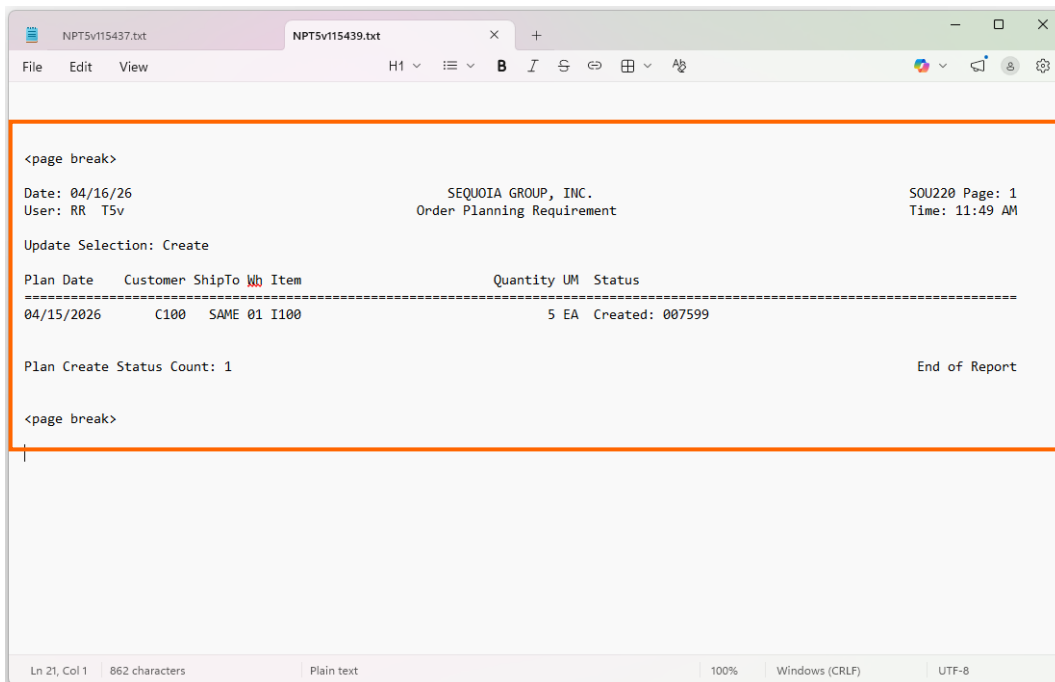 NPT5v115437.txt NPT5v115439.txt
File Edit View H1 B I S
<page break>
Date: 04/16/26 SEQUOIA GROUP, INC. SOU220 Page: 1
User: RR T5v Order Planning Requirement Time: 11:49 AM
Update Selection: Create
Plan Date Customer ShipTo Wh Item Quantity UM Status
=================================================================================================================================
04/15/2026 C100 SAME 01 I100 5 EA Created: 007599
Plan Create Status Count: 1 End of Report
<page break>
Ln 21, Col 1 862 characters Plain text 100% Windows (CRLF) UTF-8